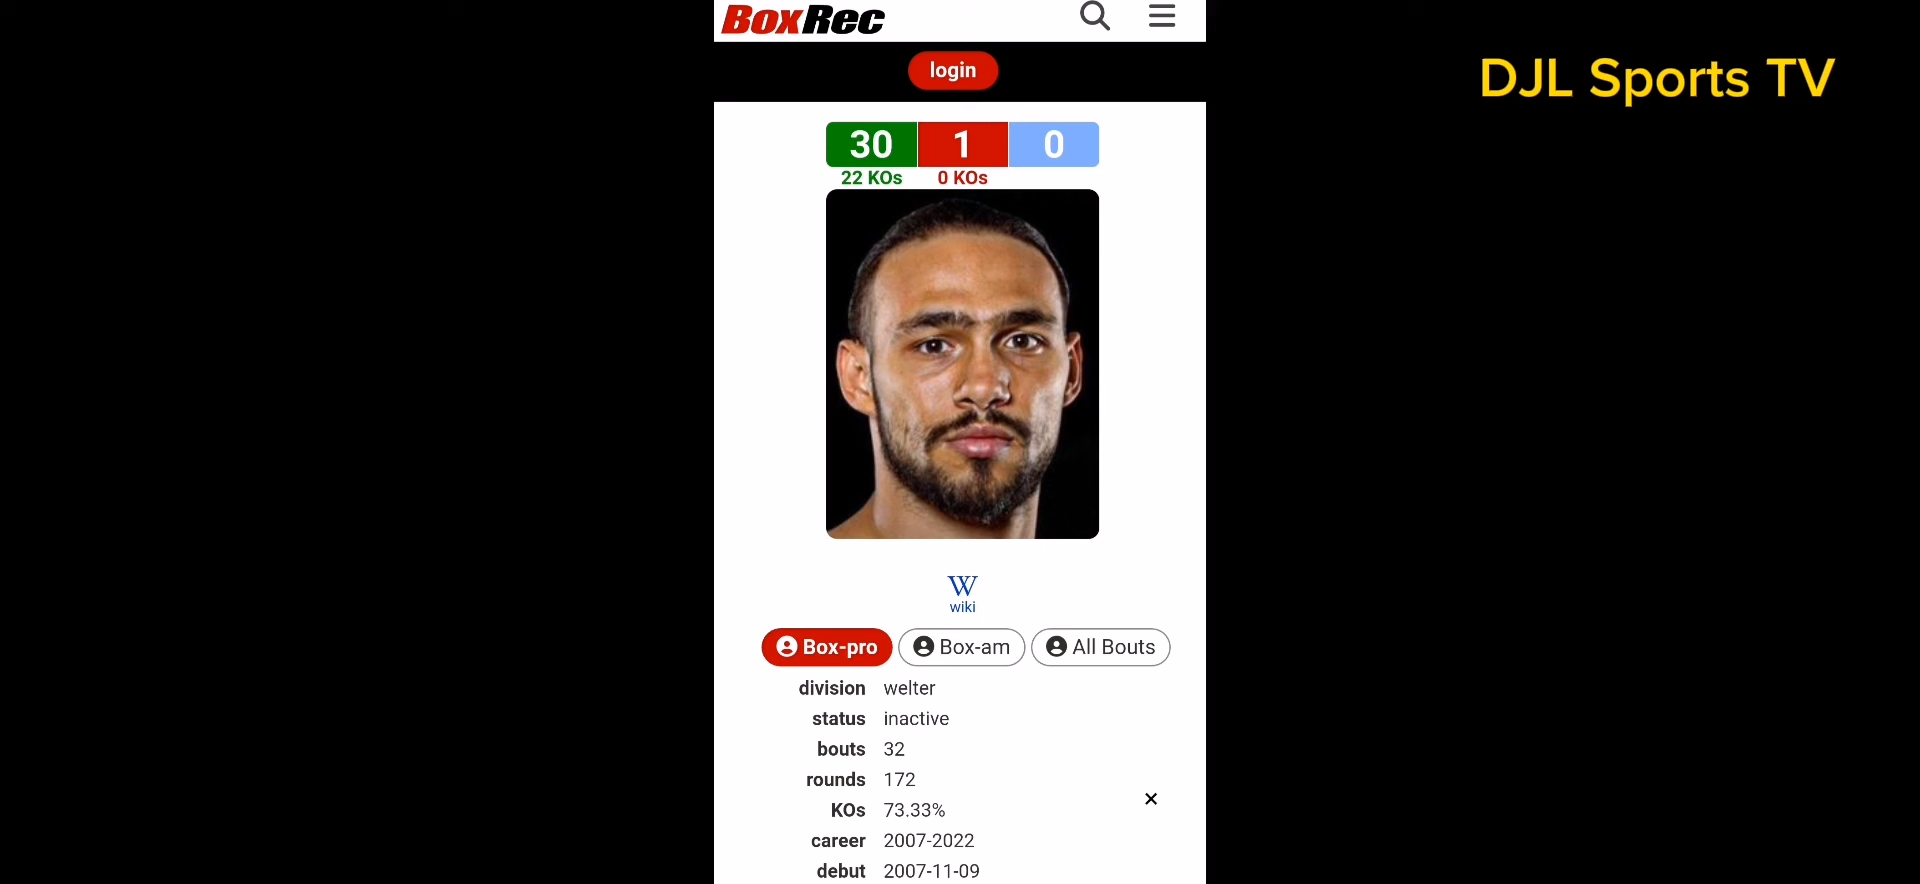 BoxRec
login
DJL Sports TV
30 1 0
22 KOs 0 KOs
W
wiki
Box-pro Box-am All Bouts
division welter
status inactive
bouts 32
rounds 172
KOs 73.33%
career 2007-2022
debut 2007-11-09